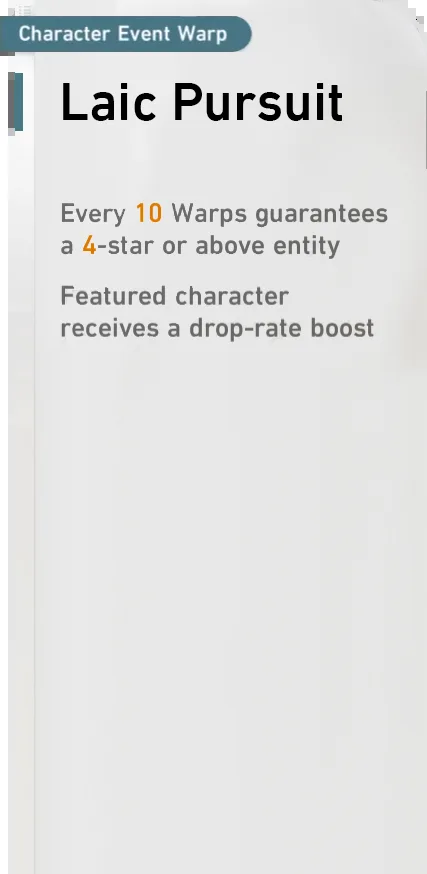 Character Event Warp
Laic Pursuit
Every 10 Warps guarantees
a 4-star or above entity
Featured character
receives a drop-rate boost